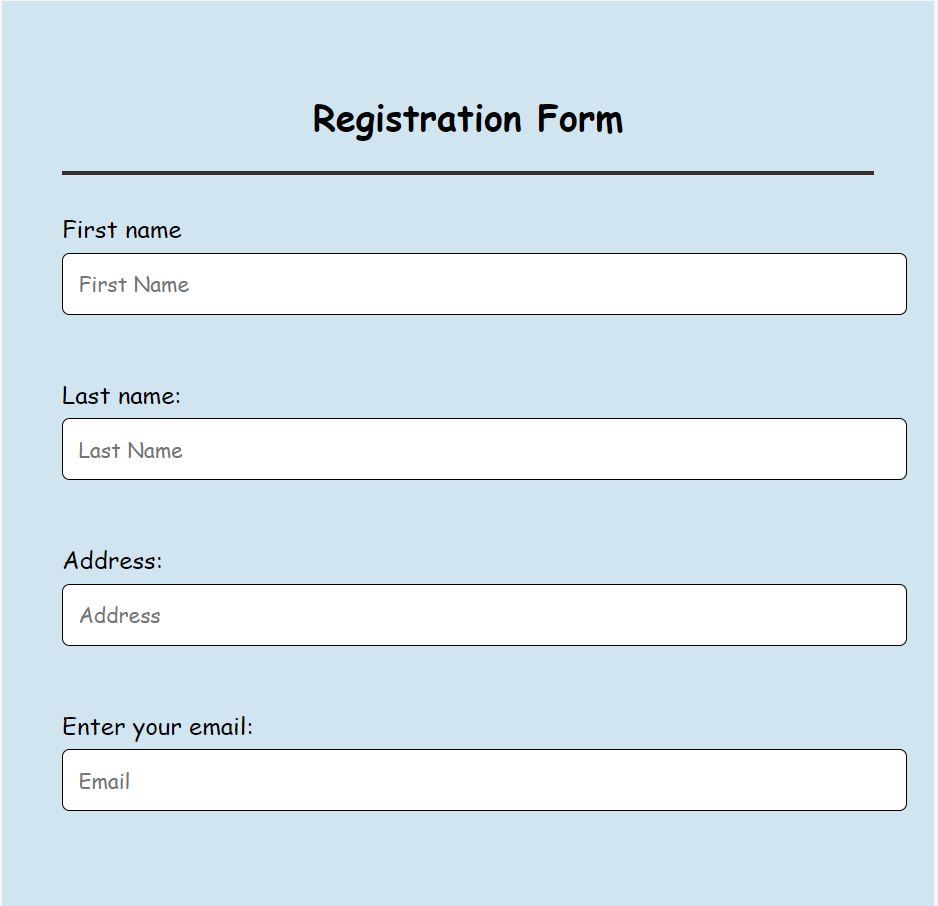 Registration Form
First name
First Name
Last name:
Last Name
Address:
Address
Enter your email:
Email